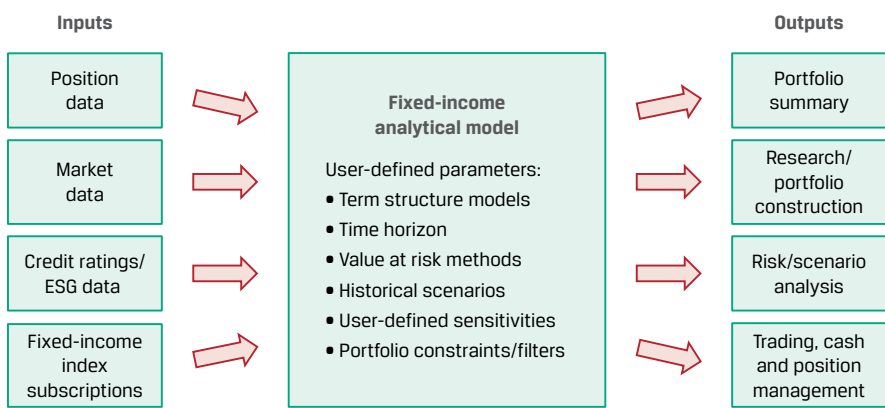 Inputs
Position
data
Market
data
Credit ratings/
ESG data
Fixed-income
index
subscriptions
Fixed-income
analytical model
User-defined parameters:
• Term structure models
• Time horizon
• Value at risk methods
• Historical scenarios
• User-defined sensitivities
• Portfolio constraints/filters
Outputs
Portfolio
summary
Research/
portfolio
construction
Risk/scenario
analysis
Trading, cash
and position
management